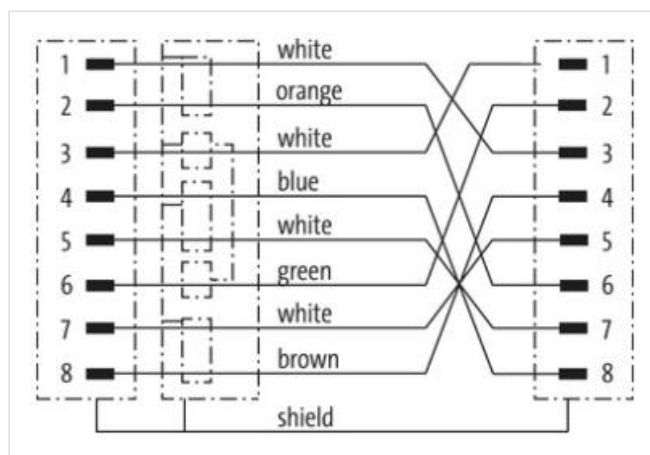 1 white 1
2 orange 2
3 white 3
4 blue 4
5 white 5
6 green 6
7 white 7
8 brown 8
shield